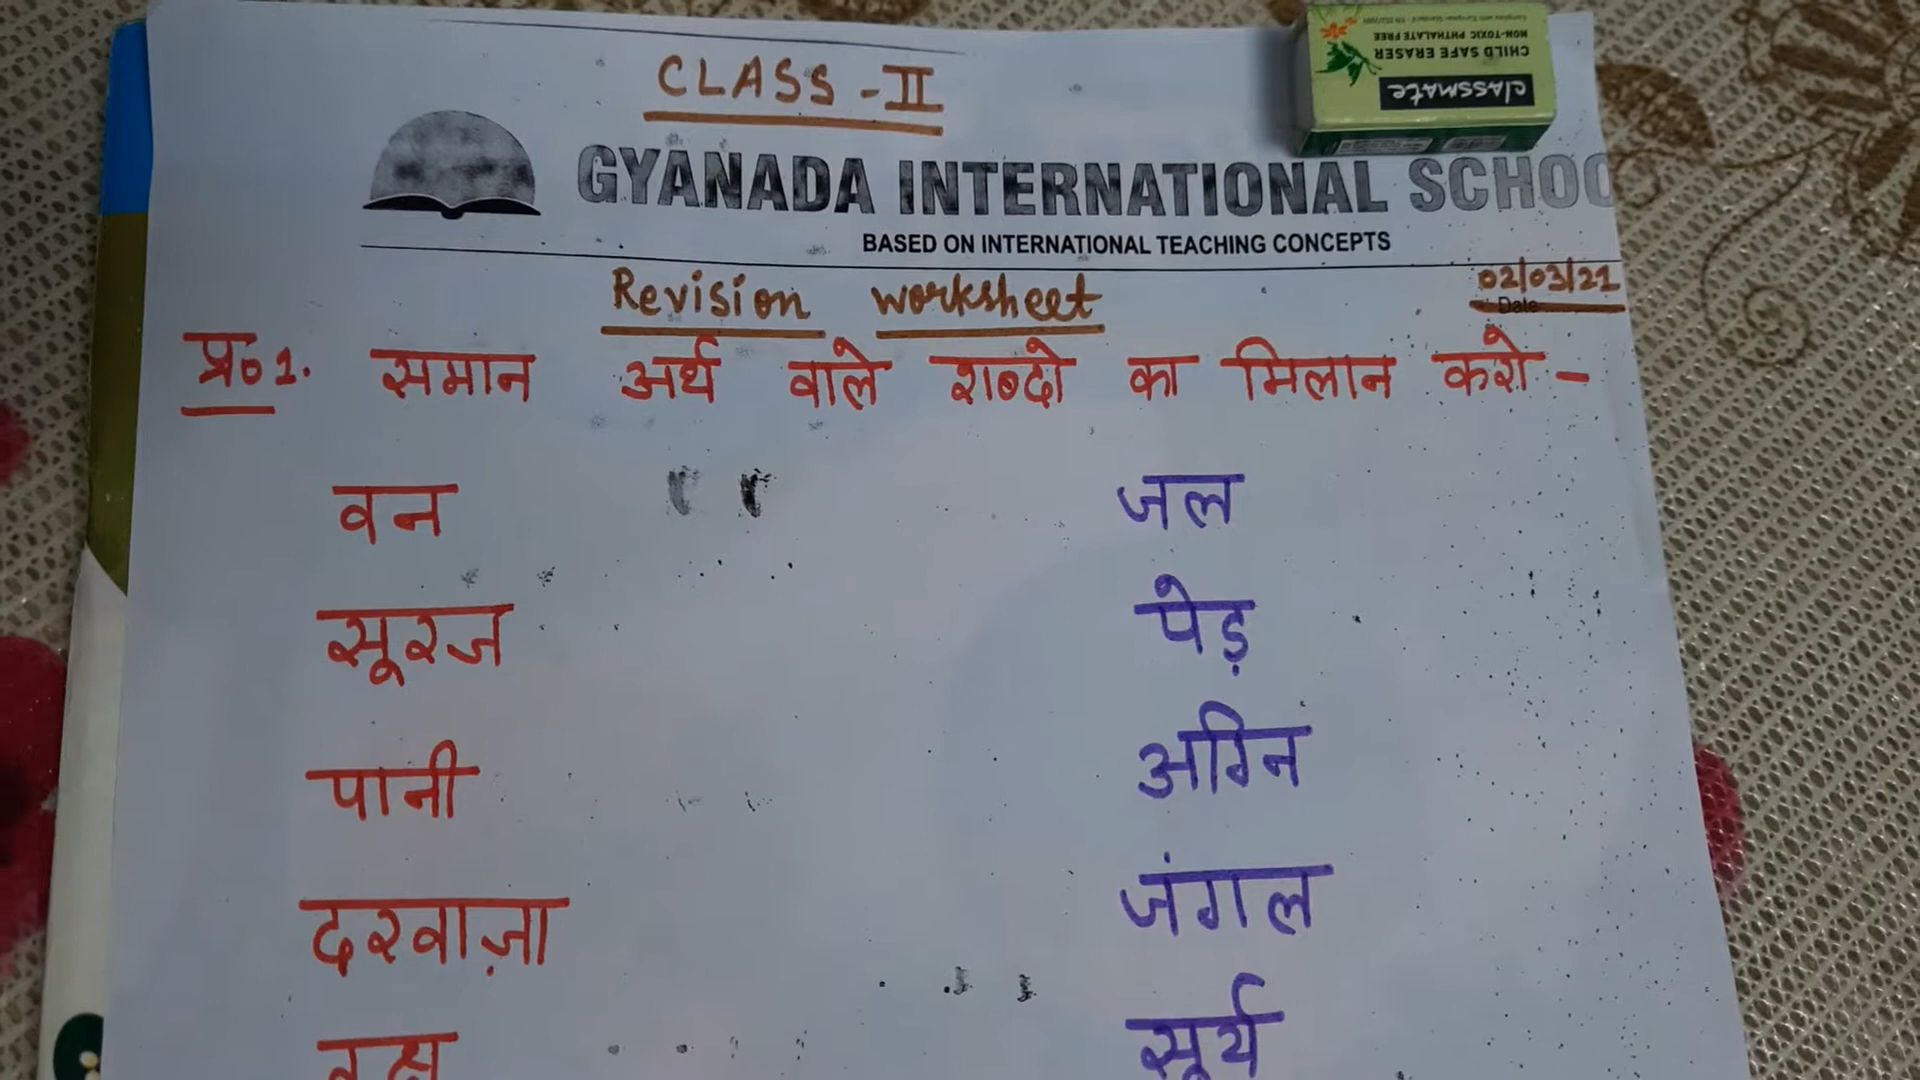 CLASS - II
classmate
CHILD SAFE ERASER
NON-TOXIC PHTHALATE FREE
GYANADA INTERNATIONAL SCHOO
BASED ON INTERNATIONAL TEACHING CONCEPTS
Revision worksheet
02/03/21
Date
प्र०1. समान अर्थ वाले शब्दो का मिलान करो -
वन जल
सूरज पेड़
पानी अग्नि
दरवाज़ा जंगल
सूर्य